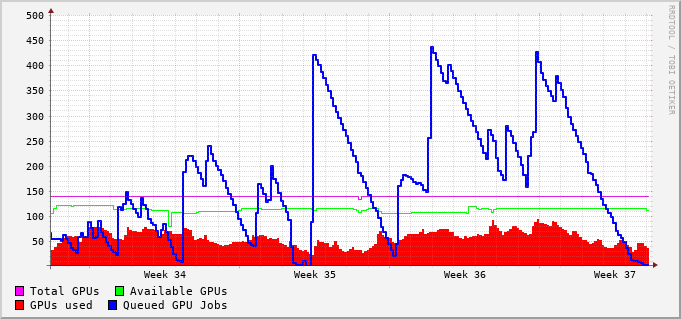 500
450
400
350
300
250
200
150
100
50
Week 34 Week 35 Week 36 Week 37
Total GPUs Available GPUs
GPUs used Queued GPU Jobs
RRDTOOL / TOBI OETIKER